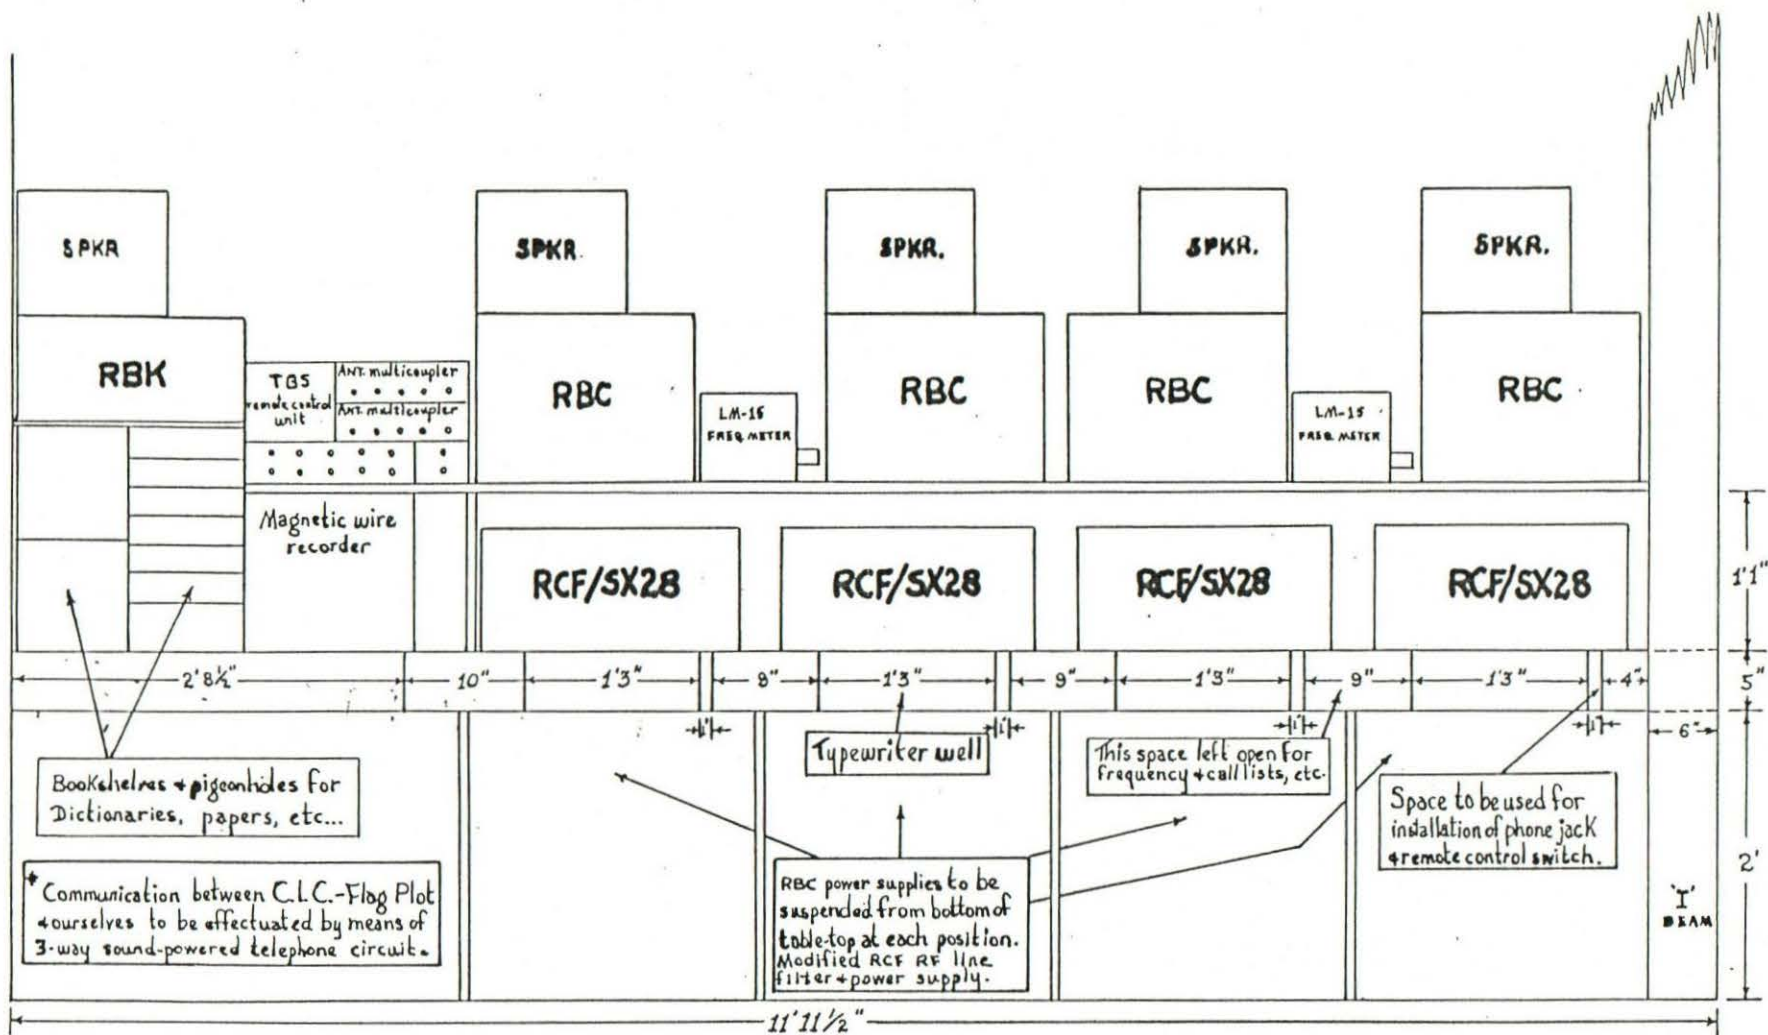 SPKR
SPKR.
SPKR.
SPKR.
SPKR.
RBK
TBS
remote control
unit
ANT. multicoupler
ANT. multicoupler
RBC
LM-15
FREQ. METER
RBC
RBC
LM-15
FREQ. METER
RBC
Magnetic wire
recorder
RCF/SX28
RCF/SX28
RCF/SX28
RCF/SX28
1'1"
2' 8½"
10"
1'3"
9"
1'3"
9"
1'3"
9"
1'3"
4"
5"
1"
1"
1"
1"
6"
Typewriter well
This space left open for
frequency + call lists, etc.
Bookshelves + pigeonholes for
Dictionaries, papers, etc...
Space to be used for
installation of phone jack
+ remote control switch.
* Communication between C.I.C.-Flag Plot
+ ourselves to be effectuated by means of
3-way sound-powered telephone circuit.
RBC power supplies to be
suspended from bottom of
table-top at each position.
Modified RCF RF line
filter + power supply.
2'
'I'
BEAM
11' 11½"